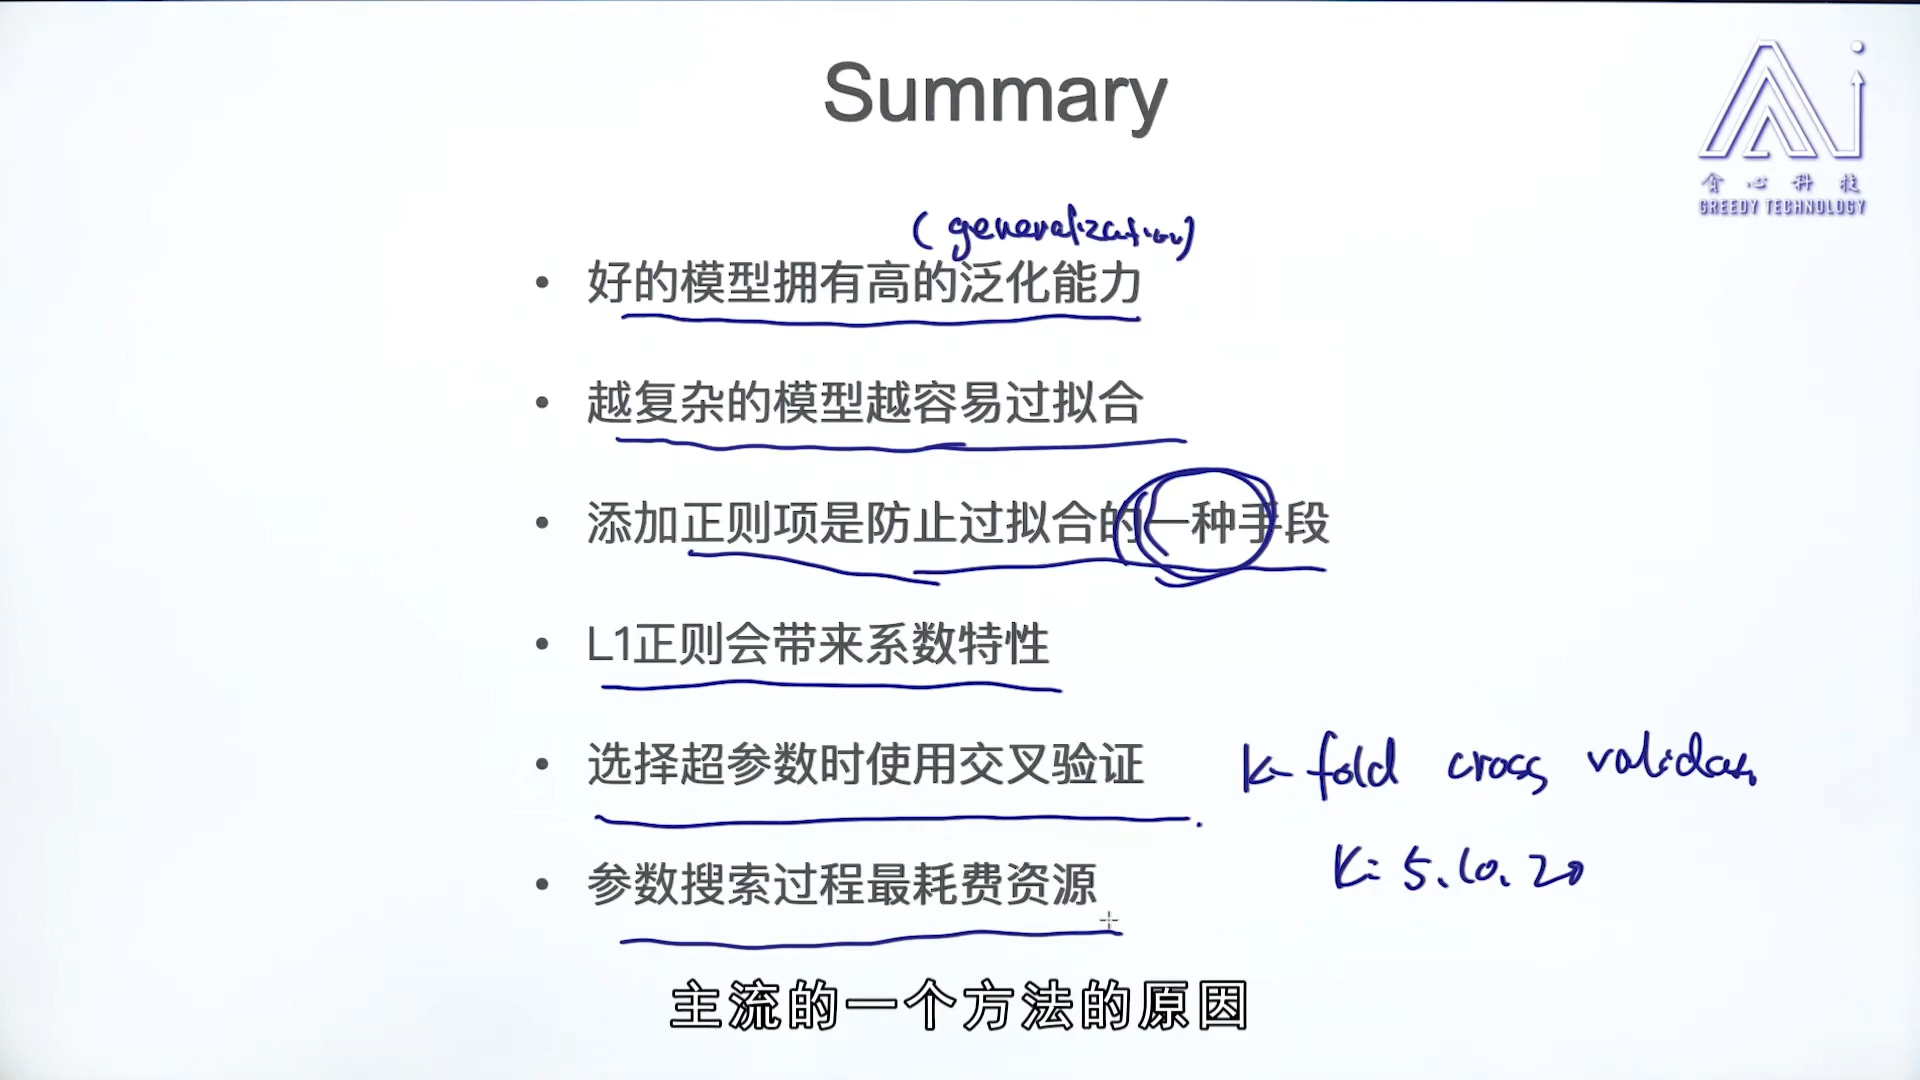 Summary
贪心科技
GREEDY TECHNOLOGY
(generalization)
• 好的模型拥有高的泛化能力
• 越复杂的模型越容易过拟合
• 添加正则项是防止过拟合的一种手段
• L1正则会带来系数特性
• 选择超参数时使用交叉验证
k-fold cross
K: 5.10.20
• 参数搜索过程最耗费资源
主流的一个方法的原因